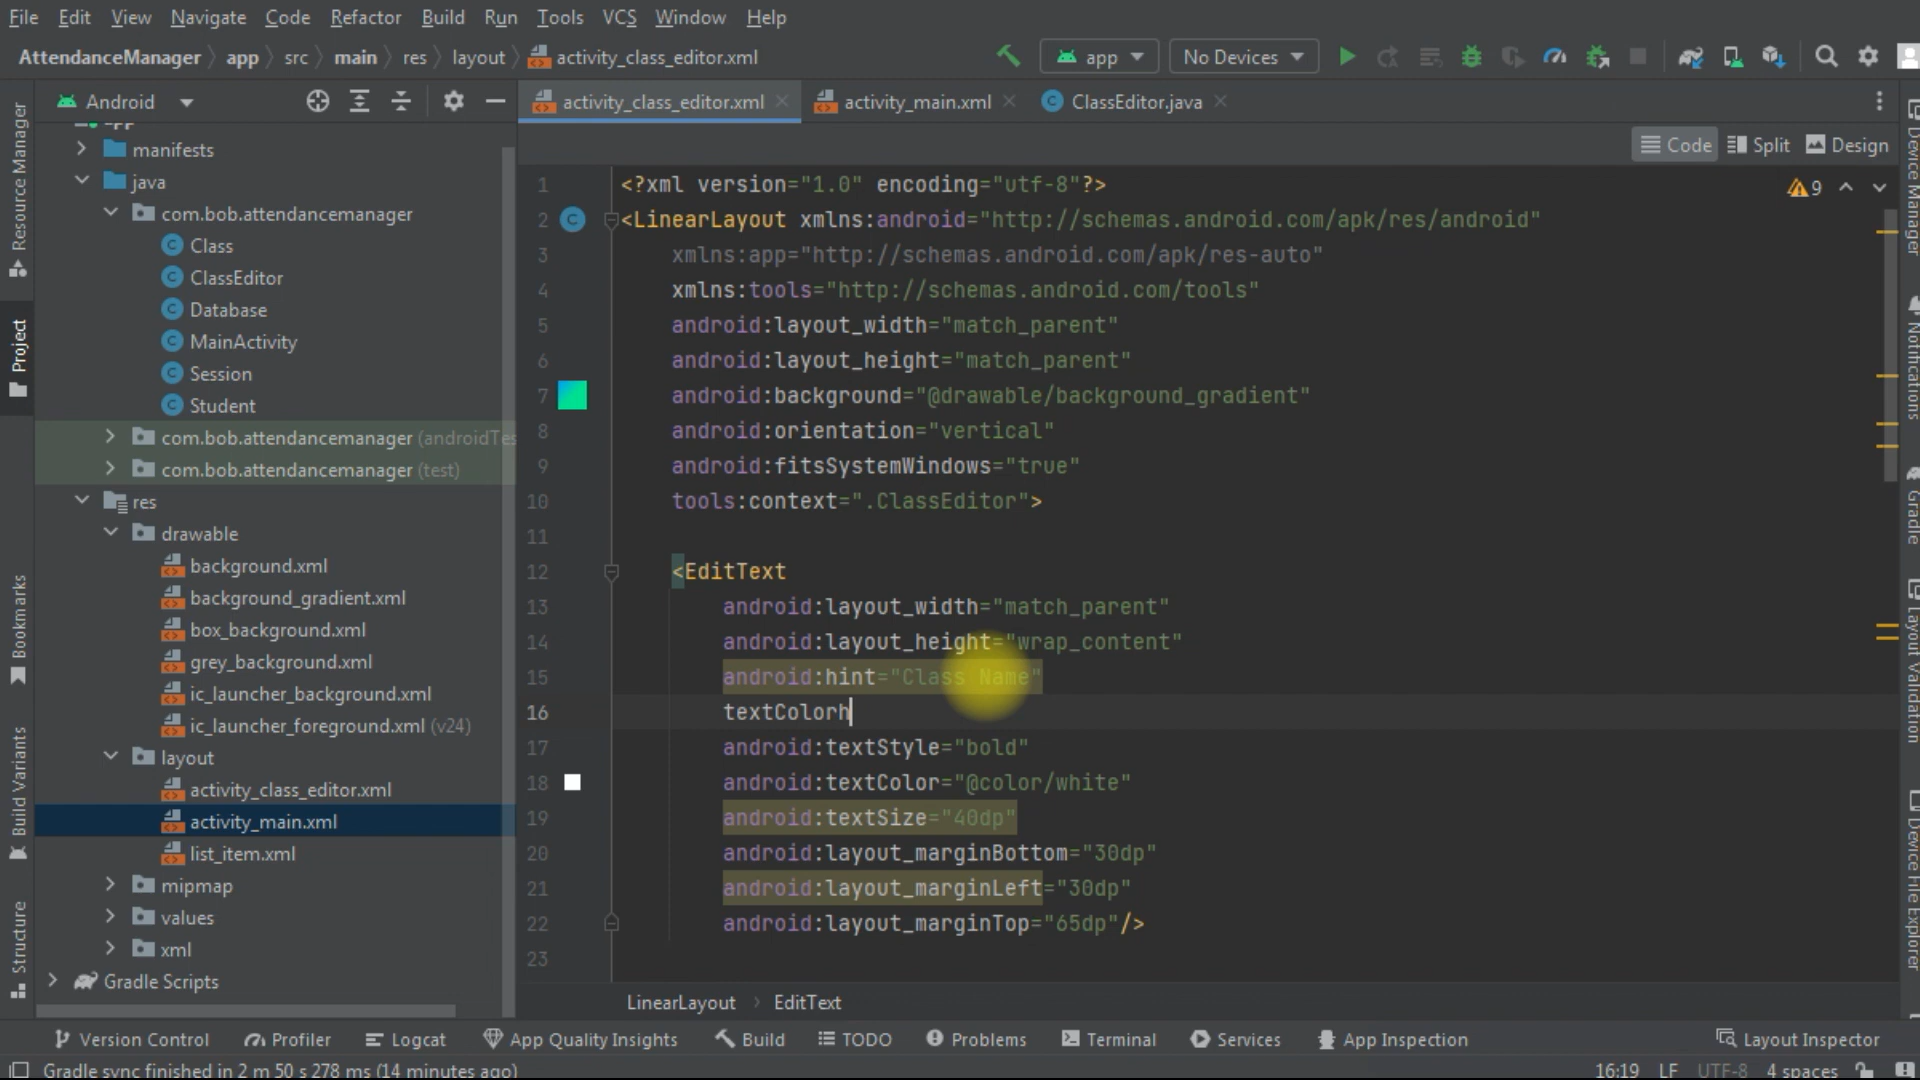 File Edit View Navigate Code Refactor Build Run Tools VCS Window Help
AttendanceManager app src main res layout activity_class_editor.xml app No Devices
Android activity_class_editor.xml activity_main.xml ClassEditor.java
Code Split Design
Resource Manager
Project
Bookmarks
Build Variants
Structure
manifests
java
com.bob.attendancemanager
Class
ClassEditor
Database
MainActivity
Session
Student
com.bob.attendancemanager (androidTes
com.bob.attendancemanager (test)
res
drawable
background.xml
background_gradient.xml
box_background.xml
grey_background.xml
ic_launcher_background.xml
ic_launcher_foreground.xml (v24)
layout
activity_class_editor.xml
activity_main.xml
list_item.xml
mipmap
values
xml
Gradle Scripts
1 <?xml version="1.0" encoding="utf-8"?>
2 <LinearLayout xmlns:android="http://schemas.android.com/apk/res/android"
3 xmlns:app="http://schemas.android.com/apk/res-auto"
4 xmlns:tools="http://schemas.android.com/tools"
5 android:layout_width="match_parent"
6 android:layout_height="match_parent"
7 android:background="@drawable/background_gradient"
8 android:orientation="vertical"
9 android:fitsSystemWindows="true"
10 tools:context=".ClassEditor">
11
12 <EditText
13 android:layout_width="match_parent"
14 android:layout_height="wrap_content"
15 android:hint="Class Name"
16 textColorh
17 android:textStyle="bold"
18 android:textColor="@color/white"
19 android:textSize="40dp"
20 android:layout_marginBottom="30dp"
21 android:layout_marginLeft="30dp"
22 android:layout_marginTop="65dp"/>
23
9
Device Manager
Notifications
Gradle
Layout Validation
Device File Explorer
LinearLayout EditText
Version Control Profiler Logcat App Quality Insights Build TODO Problems Terminal Services App Inspection Layout Inspector
Gradle sync finished in 2 m 50 s 278 ms (14 minutes ago) 16:19 LF UTF-8 4 spaces